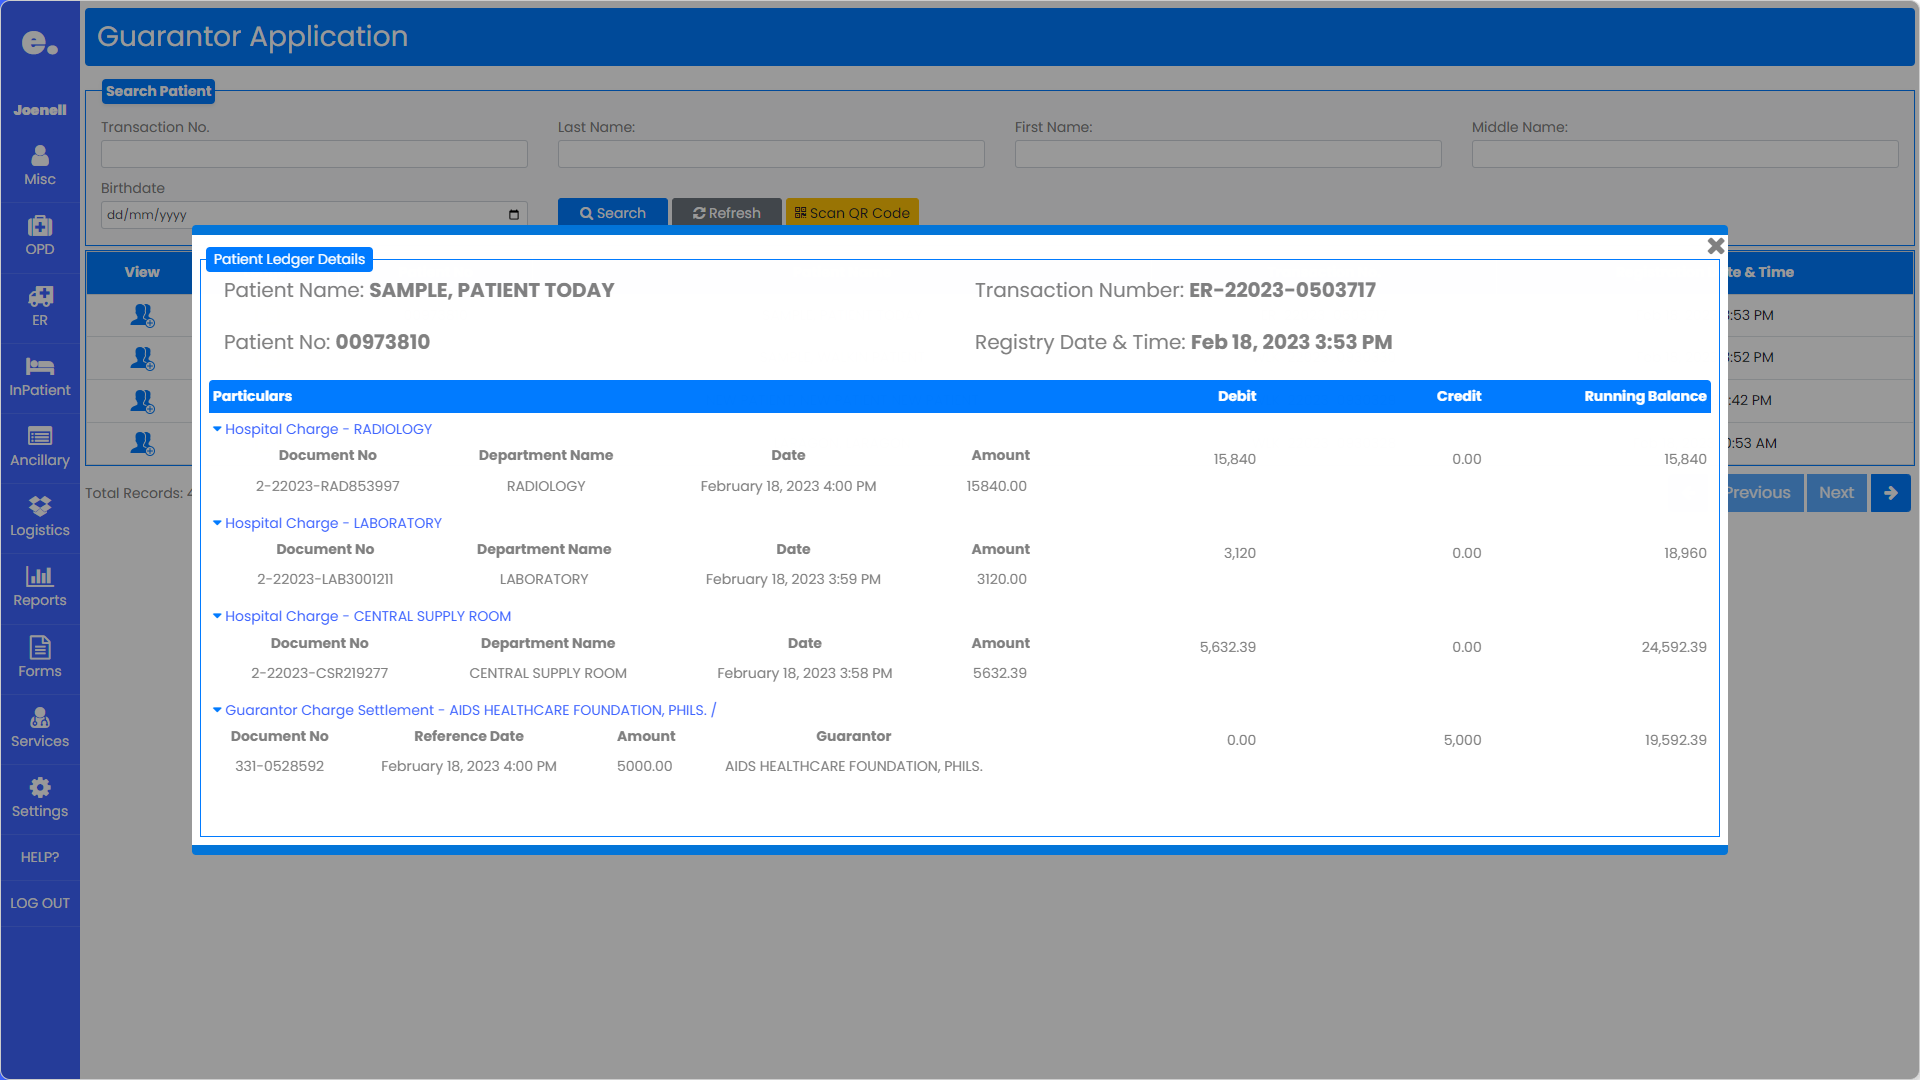 e.
Guarantor Application
Joenell
Misc
OPD
ER
InPatient
Ancillary
Logistics
Reports
Forms
Services
Settings
HELP?
LOG OUT
Search Patient
Transaction No.
Last Name:
First Name:
Middle Name:
Birthdate
dd/mm/yyyy
Search
Refresh
Scan QR Code
View
te & Time
:53 PM
:52 PM
:42 PM
:53 AM
Total Records:
Previous
Next
Patient Ledger Details
Patient Name: SAMPLE, PATIENT TODAY
Transaction Number: ER-22023-0503717
Patient No: 00973810
Registry Date & Time: Feb 18, 2023 3:53 PM
Particulars Debit Credit Running Balance
Hospital Charge - RADIOLOGY
Document No Department Name Date Amount
15,840 0.00 15,840
2-22023-RAD853997 RADIOLOGY February 18, 2023 4:00 PM 15840.00
Hospital Charge - LABORATORY
Document No Department Name Date Amount
3,120 0.00 18,960
2-22023-LAB3001211 LABORATORY February 18, 2023 3:59 PM 3120.00
Hospital Charge - CENTRAL SUPPLY ROOM
Document No Department Name Date Amount
5,632.39 0.00 24,592.39
2-22023-CSR219277 CENTRAL SUPPLY ROOM February 18, 2023 3:58 PM 5632.39
Guarantor Charge Settlement - AIDS HEALTHCARE FOUNDATION, PHILS. /
Document No Reference Date Amount Guarantor
0.00 5,000 19,592.39
331-0528592 February 18, 2023 4:00 PM 5000.00 AIDS HEALTHCARE FOUNDATION, PHILS.